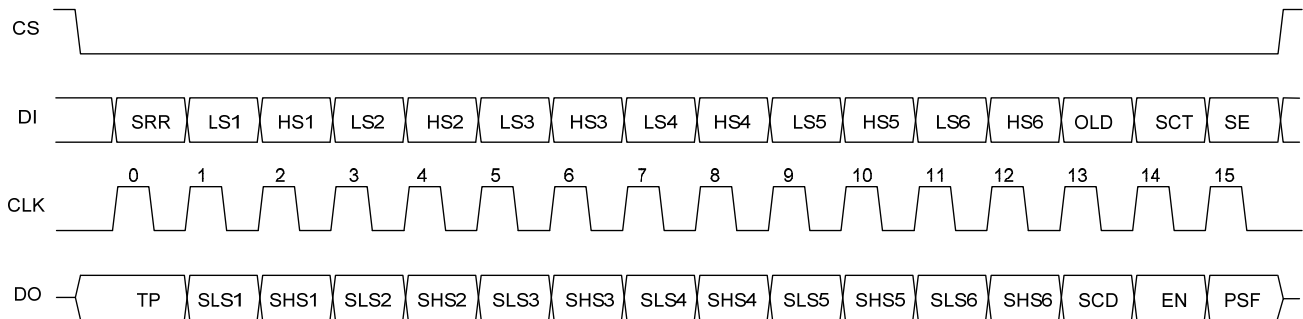 CS
DI SRR LS1 HS1 LS2 HS2 LS3 HS3 LS4 HS4 LS5 HS5 LS6 HS6 OLD SCT SE
0 1 2 3 4 5 6 7 8 9 10 11 12 13 14 15
CLK
DO TP SLS1 SHS1 SLS2 SHS2 SLS3 SHS3 SLS4 SHS4 SLS5 SHS5 SLS6 SHS6 SCD EN PSF